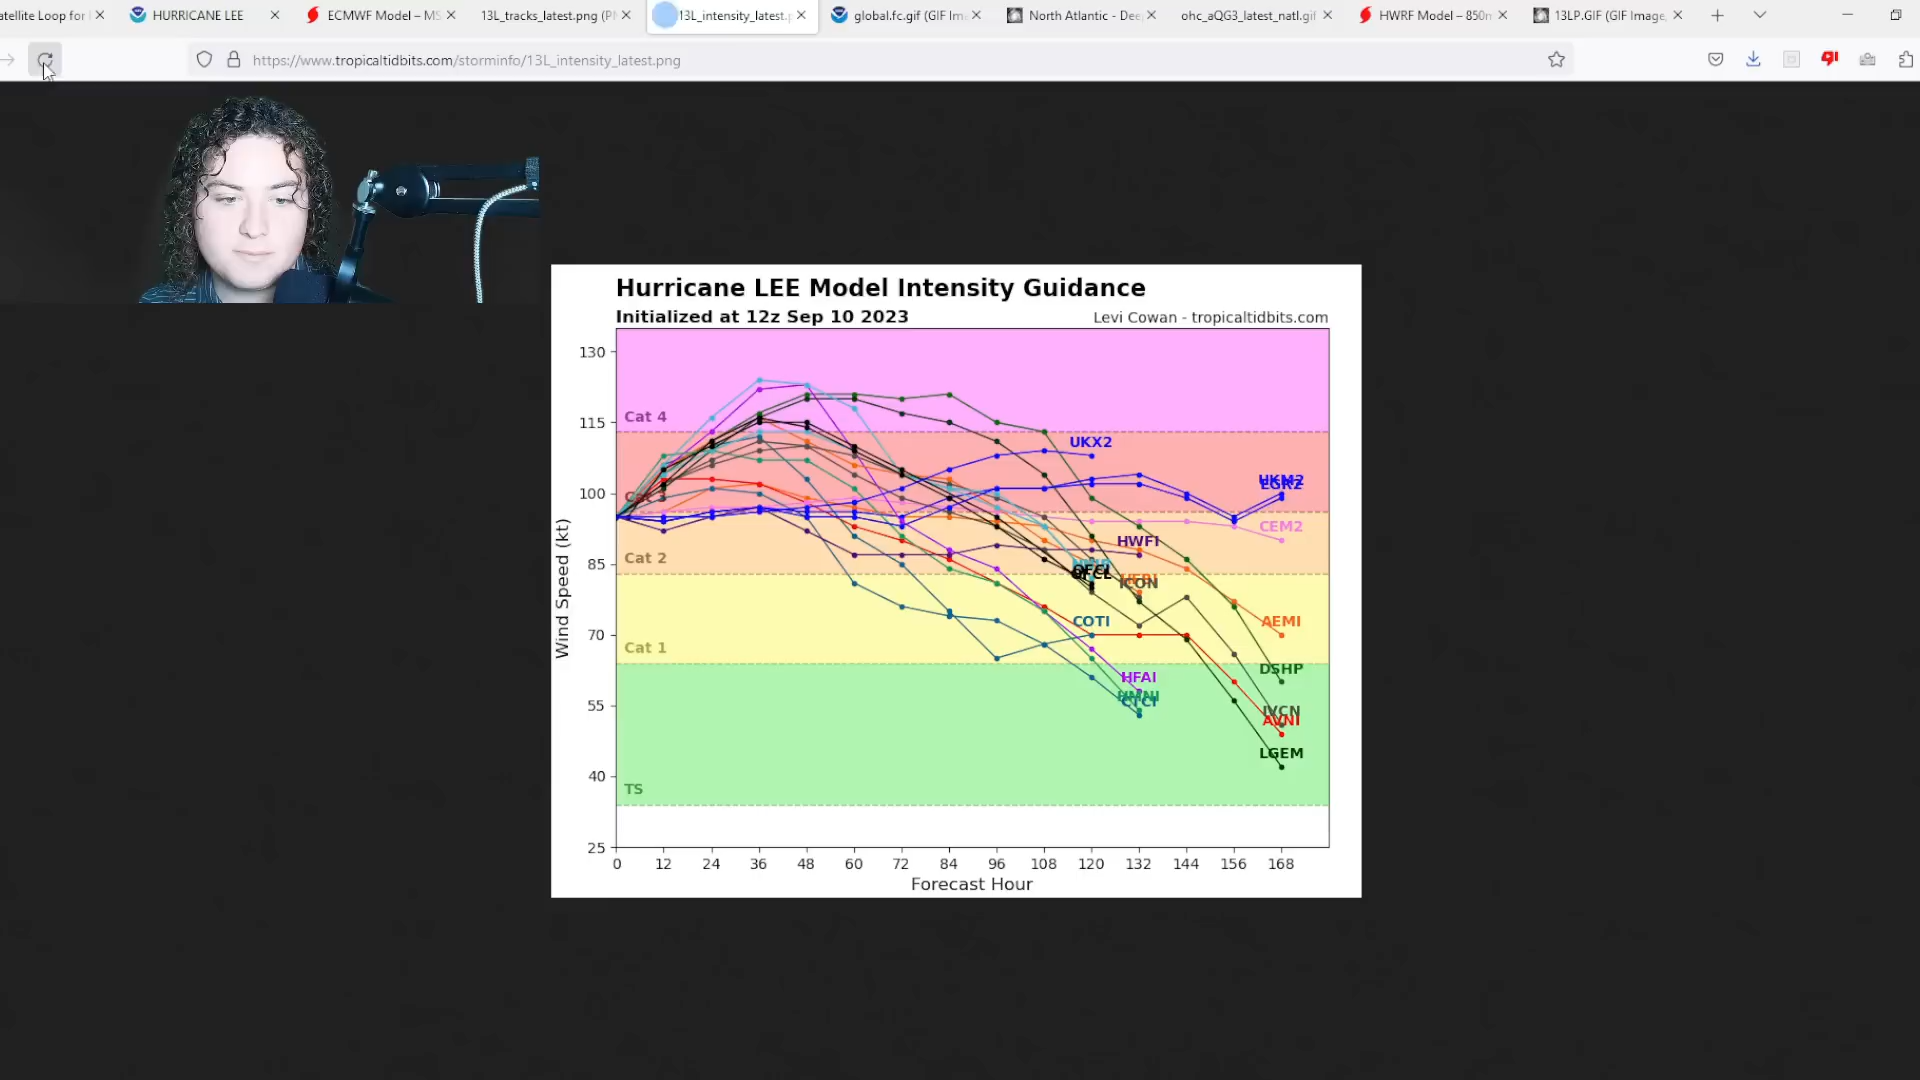 atellite Loop for
HURRICANE LEE
ECMWF Model – MS
13L_tracks_latest.png (P
13L_intensity_latest.p
global.fc.gif (GIF Ima
North Atlantic - Dee
ohc_aQG3_latest_natl.gif
HWRF Model – 850m
13LP.GIF (GIF Image,
https://www.tropicaltidbits.com/storminfo/13L_intensity_latest.png
Hurricane LEE Model Intensity Guidance
Initialized at 12z Sep 10 2023
Levi Cowan - tropicaltidbits.com
130
115
100
85
70
55
40
25
Wind Speed (kt)
Cat 4
Cat 3
Cat 2
Cat 1
TS
UKX2
UKM2
EGR2
CEM2
HWFI
OFCL
ICON
COTI
AEMI
HFAI
DSHP
HMNI
CTCI
IVCN
AVNI
LGEM
0 12 24 36 48 60 72 84 96 108 120 132 144 156 168
Forecast Hour